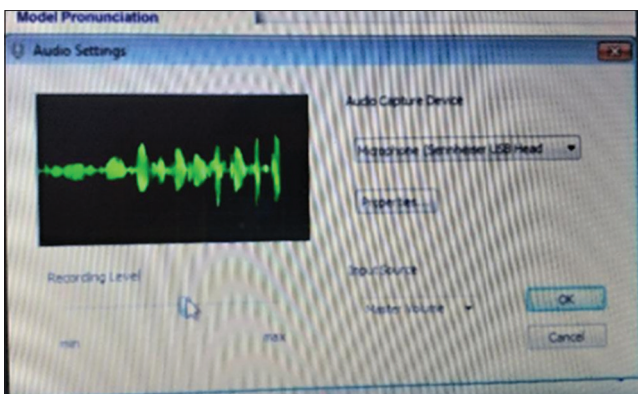 Model Pronunciation
Audio Settings
Audio Capture Device
Microphone (Sennheiser USB Head
Properties...
Recording Level
Input Source
Master Volume
OK
min
max
Cancel